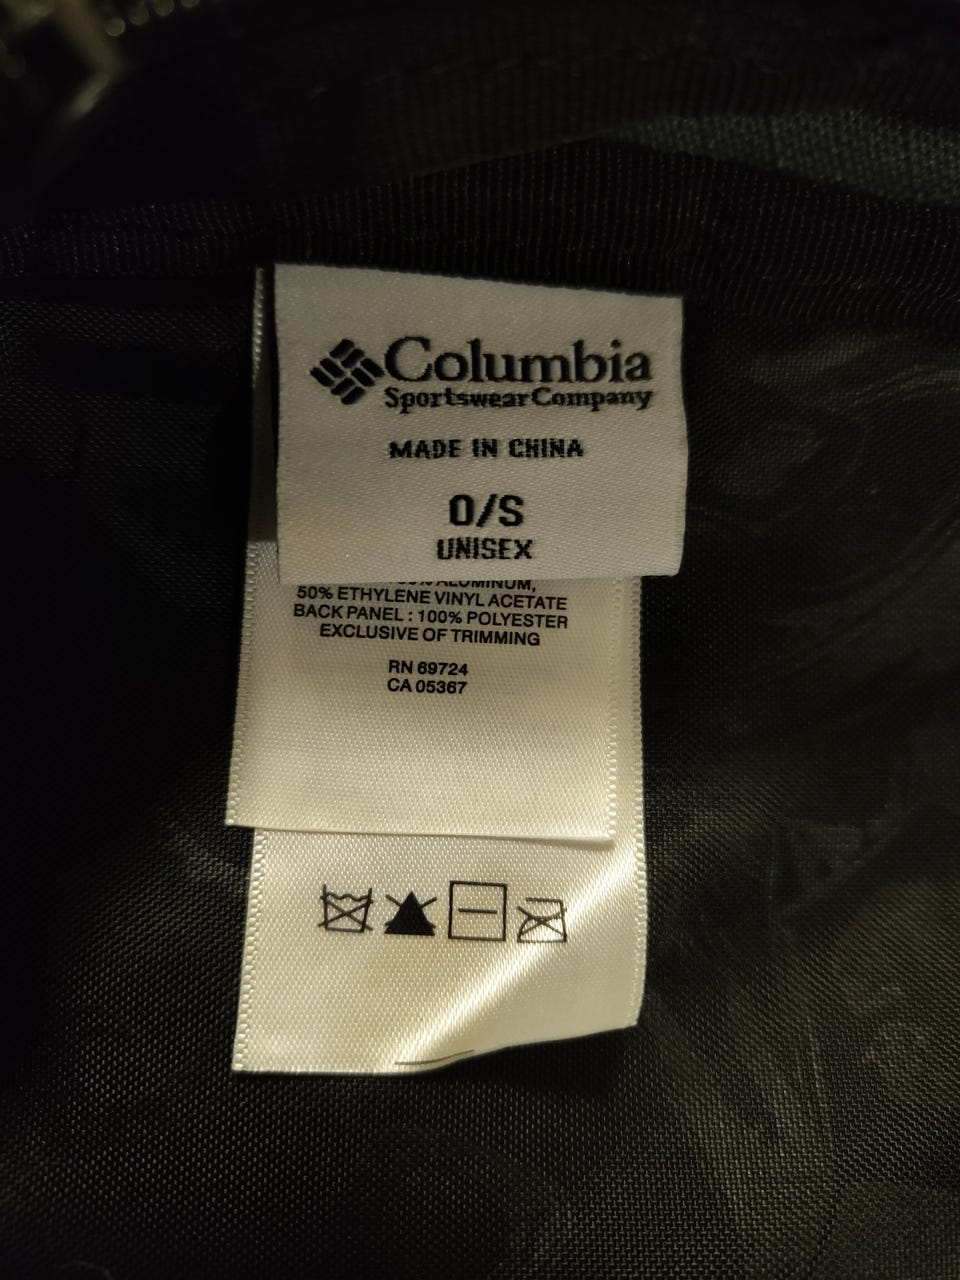 Columbia
Sportswear Company
MADE IN CHINA
O/S
UNISEX
ALUMINUM,
50% ETHYLENE VINYL ACETATE
BACK PANEL : 100% POLYESTER
EXCLUSIVE OF TRIMMING
RN 69724
CA 05367